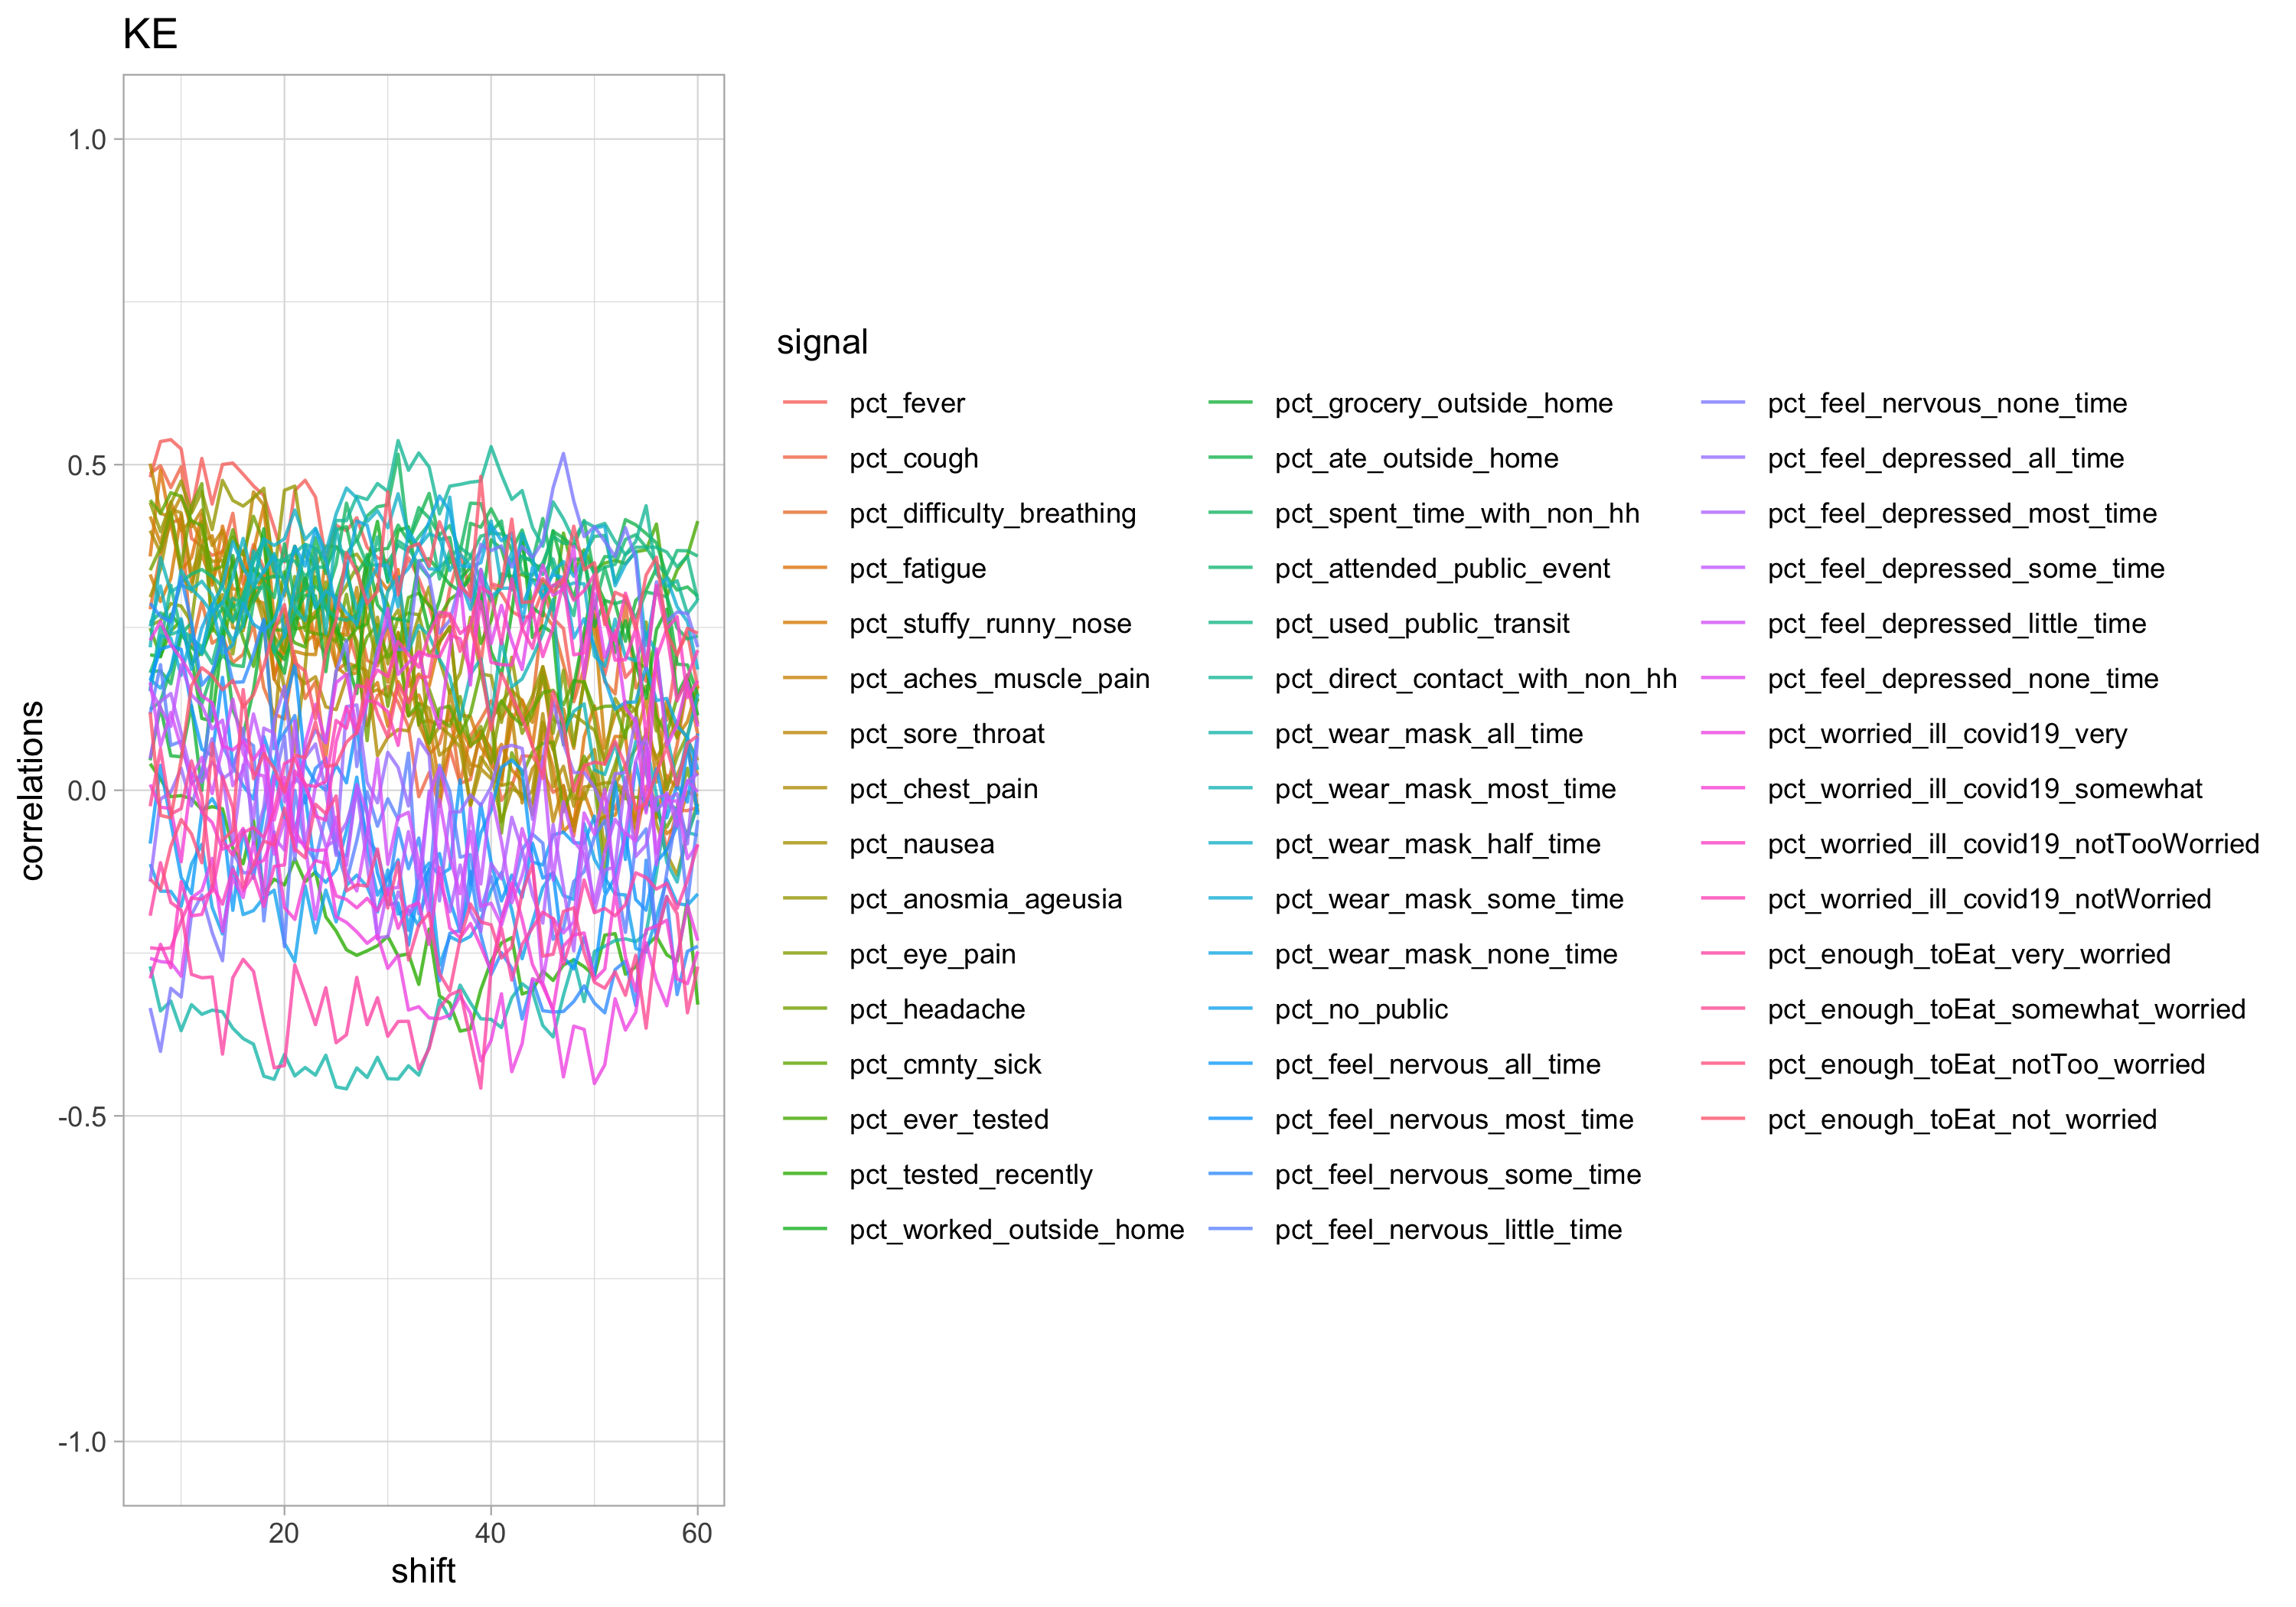 KE
correlations
1.0
0.5
0.0
-0.5
-1.0
20
40
60
shift
signal
pct_fever
pct_cough
pct_difficulty_breathing
pct_fatigue
pct_stuffy_runny_nose
pct_aches_muscle_pain
pct_sore_throat
pct_chest_pain
pct_nausea
pct_anosmia_ageusia
pct_eye_pain
pct_headache
pct_cmnty_sick
pct_ever_tested
pct_tested_recently
pct_worked_outside_home
pct_grocery_outside_home
pct_ate_outside_home
pct_spent_time_with_non_hh
pct_attended_public_event
pct_used_public_transit
pct_direct_contact_with_non_hh
pct_wear_mask_all_time
pct_wear_mask_most_time
pct_wear_mask_half_time
pct_wear_mask_some_time
pct_wear_mask_none_time
pct_no_public
pct_feel_nervous_all_time
pct_feel_nervous_most_time
pct_feel_nervous_some_time
pct_feel_nervous_little_time
pct_feel_nervous_none_time
pct_feel_depressed_all_time
pct_feel_depressed_most_time
pct_feel_depressed_some_time
pct_feel_depressed_little_time
pct_feel_depressed_none_time
pct_worried_ill_covid19_very
pct_worried_ill_covid19_somewhat
pct_worried_ill_covid19_notTooWorried
pct_worried_ill_covid19_notWorried
pct_enough_toEat_very_worried
pct_enough_toEat_somewhat_worried
pct_enough_toEat_notToo_worried
pct_enough_toEat_not_worried